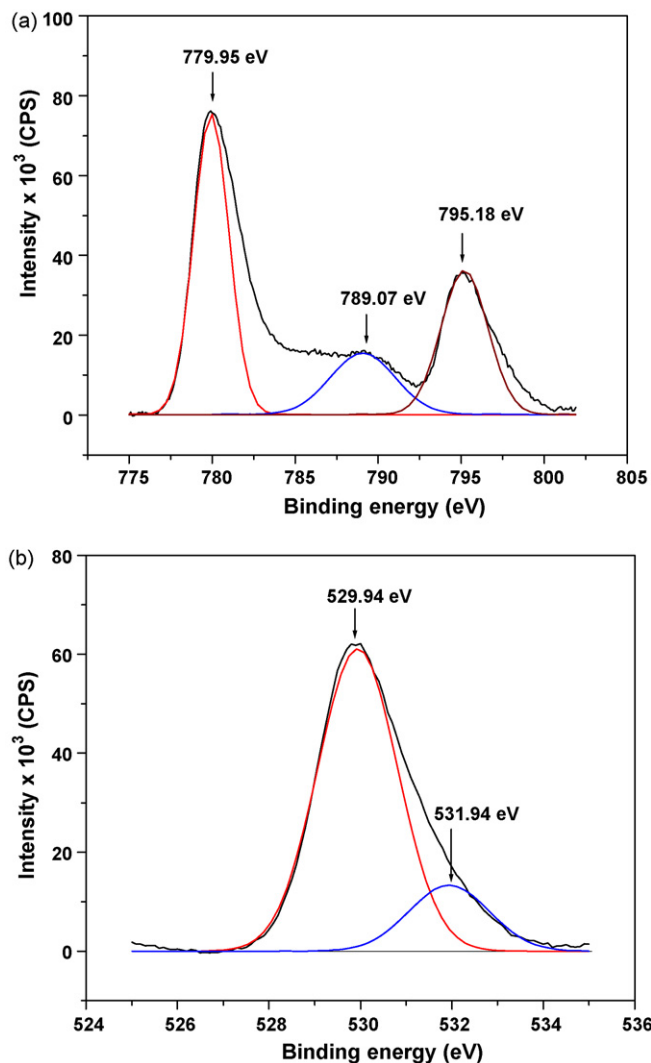 (a)
100
80
60
40
20
0
Intensity x 10³ (CPS)
779.95 eV
789.07 eV
795.18 eV
775 780 785 790 795 800 805
Binding energy (eV)
(b)
80
60
40
20
0
Intensity x 10³ (CPS)
529.94 eV
531.94 eV
524 526 528 530 532 534 536
Binding energy (eV)